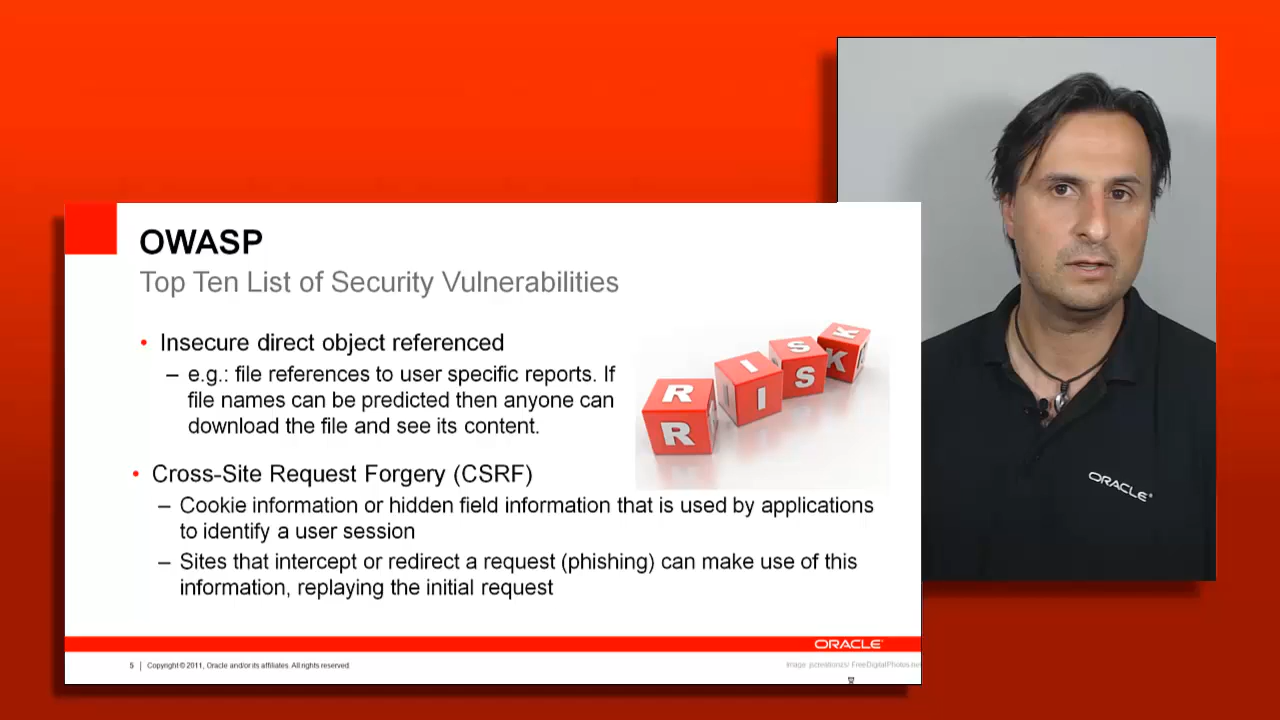 OWASP
Top Ten List of Security Vulnerabilities
• Insecure direct object referenced
– e.g.: file references to user specific reports. If
file names can be predicted then anyone can
download the file and see its content.
• Cross-Site Request Forgery (CSRF)
– Cookie information or hidden field information that is used by applications
to identify a user session
– Sites that intercept or redirect a request (phishing) can make use of this
information, replaying the initial request
R I S K
R I S K
ORACLE
ORACLE
5 | Copyright © 2011, Oracle and/or its affiliates. All rights reserved.
Image: jscreationzs/ FreeDigitalPhotos.ne